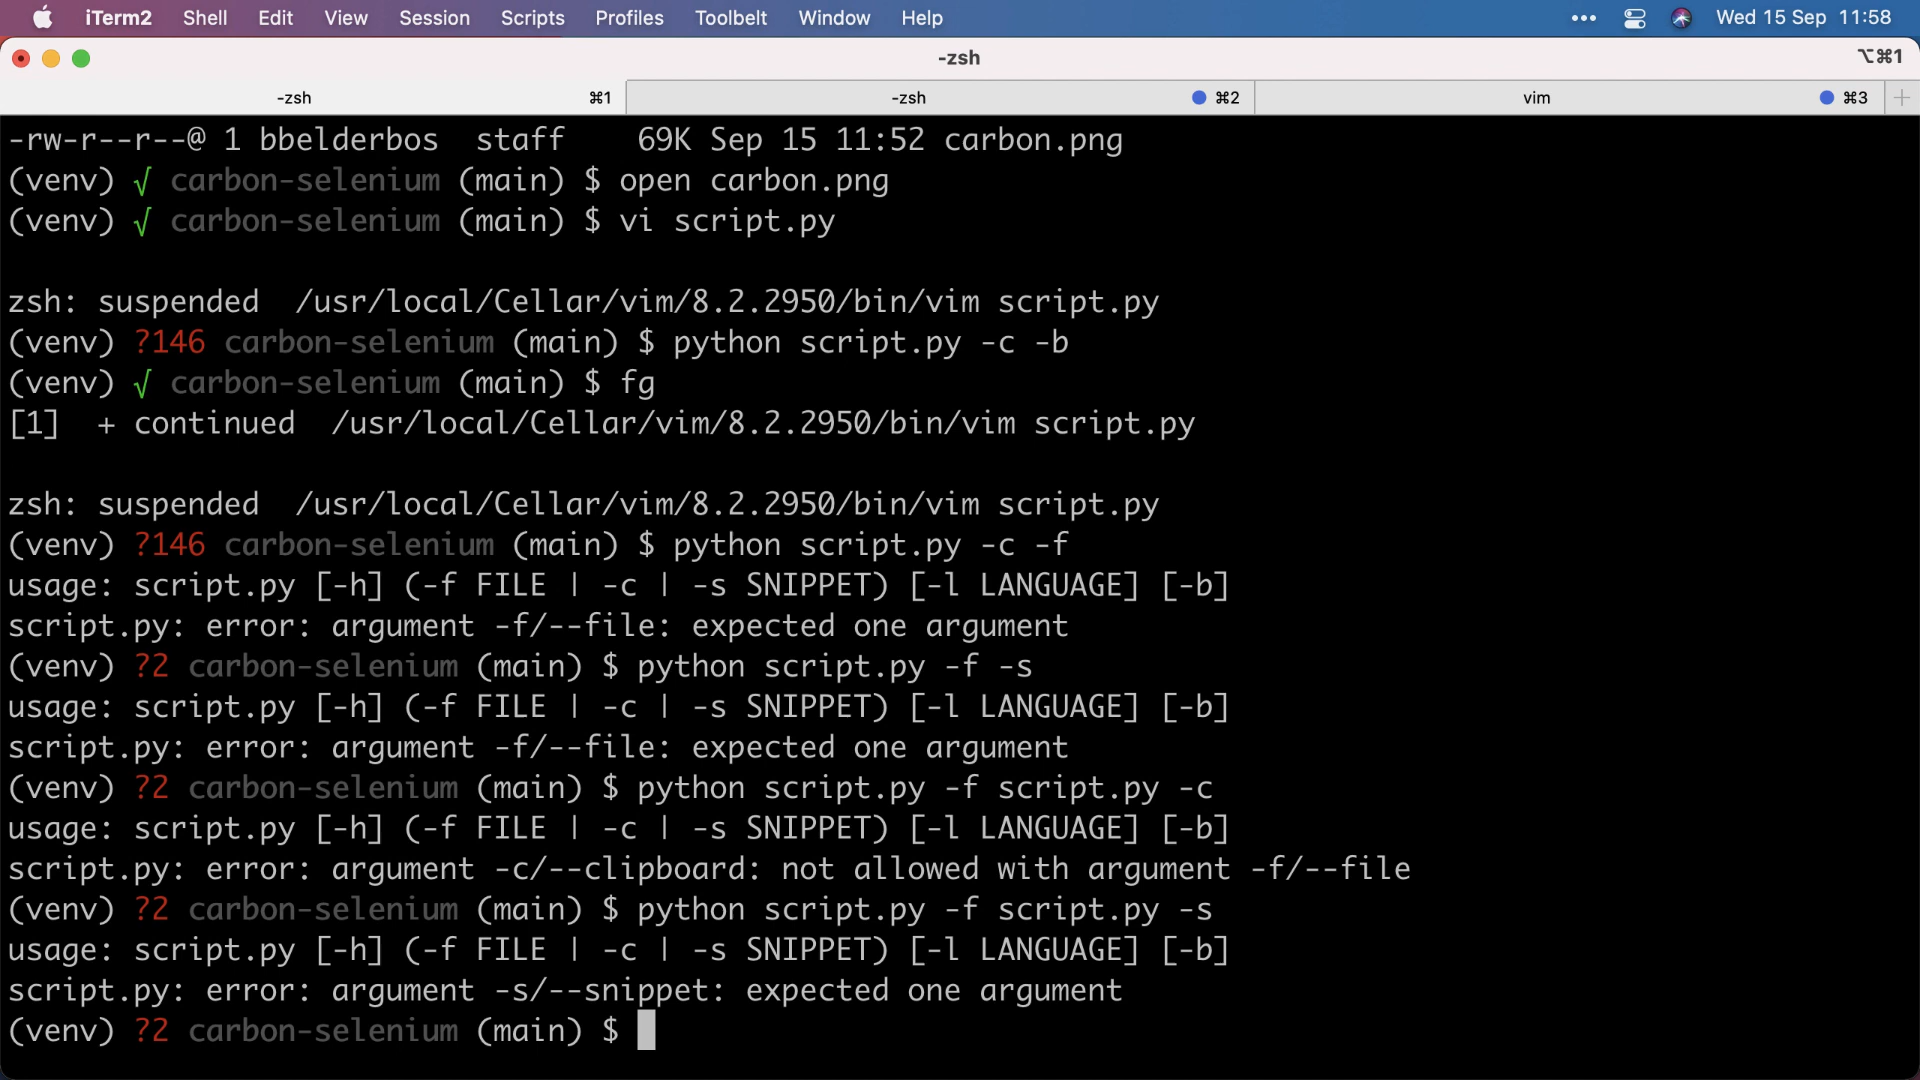 iTerm2 Shell Edit View Session Scripts Profiles Toolbelt Window Help Wed 15 Sep 11:58
-zsh ⌥⌘1
-zsh ⌘1 -zsh ⌘2 vim ⌘3
-rw-r--r--@ 1 bbelderbos  staff    69K Sep 15 11:52 carbon.png
(venv) √ carbon-selenium (main) $ open carbon.png
(venv) √ carbon-selenium (main) $ vi script.py
zsh: suspended  /usr/local/Cellar/vim/8.2.2950/bin/vim script.py
(venv) ?146 carbon-selenium (main) $ python script.py -c -b
(venv) √ carbon-selenium (main) $ fg
[1]  + continued  /usr/local/Cellar/vim/8.2.2950/bin/vim script.py
zsh: suspended  /usr/local/Cellar/vim/8.2.2950/bin/vim script.py
(venv) ?146 carbon-selenium (main) $ python script.py -c -f
usage: script.py [-h] (-f FILE | -c | -s SNIPPET) [-l LANGUAGE] [-b]
script.py: error: argument -f/--file: expected one argument
(venv) ?2 carbon-selenium (main) $ python script.py -f -s
usage: script.py [-h] (-f FILE | -c | -s SNIPPET) [-l LANGUAGE] [-b]
script.py: error: argument -f/--file: expected one argument
(venv) ?2 carbon-selenium (main) $ python script.py -f script.py -c
usage: script.py [-h] (-f FILE | -c | -s SNIPPET) [-l LANGUAGE] [-b]
script.py: error: argument -c/--clipboard: not allowed with argument -f/--file
(venv) ?2 carbon-selenium (main) $ python script.py -f script.py -s
usage: script.py [-h] (-f FILE | -c | -s SNIPPET) [-l LANGUAGE] [-b]
script.py: error: argument -s/--snippet: expected one argument
(venv) ?2 carbon-selenium (main) $